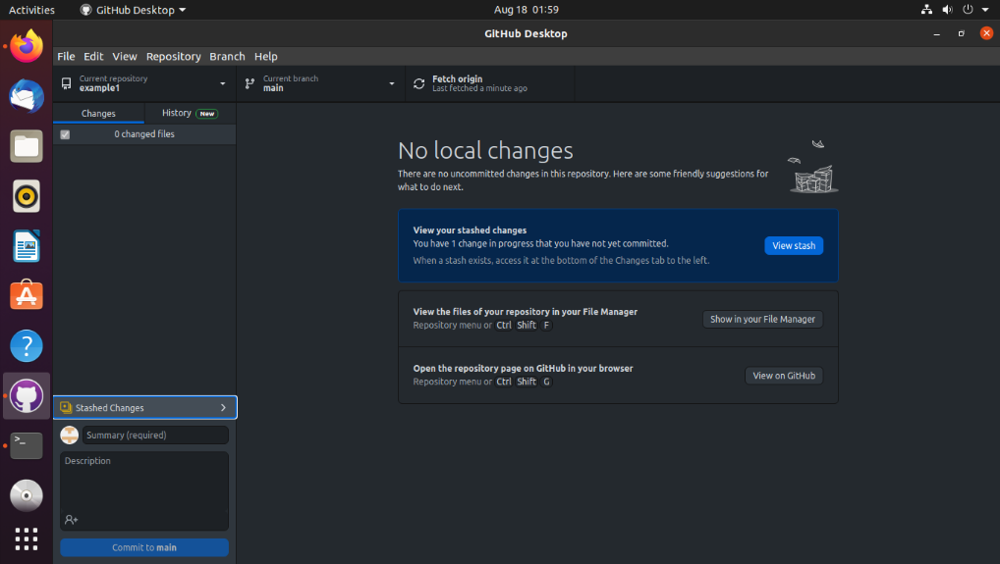 Activities
GitHub Desktop
Aug 18 01:59
GitHub Desktop
File Edit View Repository Branch Help
Current repository
example1
Current branch
main
Fetch origin
Last fetched a minute ago
Changes
History New
0 changed files
No local changes
There are no uncommitted changes in this repository. Here are some friendly suggestions for
what to do next.
View your stashed changes
You have 1 change in progress that you have not yet committed.
When a stash exists, access it at the bottom of the Changes tab to the left.
View stash
View the files of your repository in your File Manager
Repository menu or Ctrl Shift F
Show in your File Manager
Open the repository page on GitHub in your browser
Repository menu or Ctrl Shift G
View on GitHub
Stashed Changes
Summary (required)
Description
Commit to main